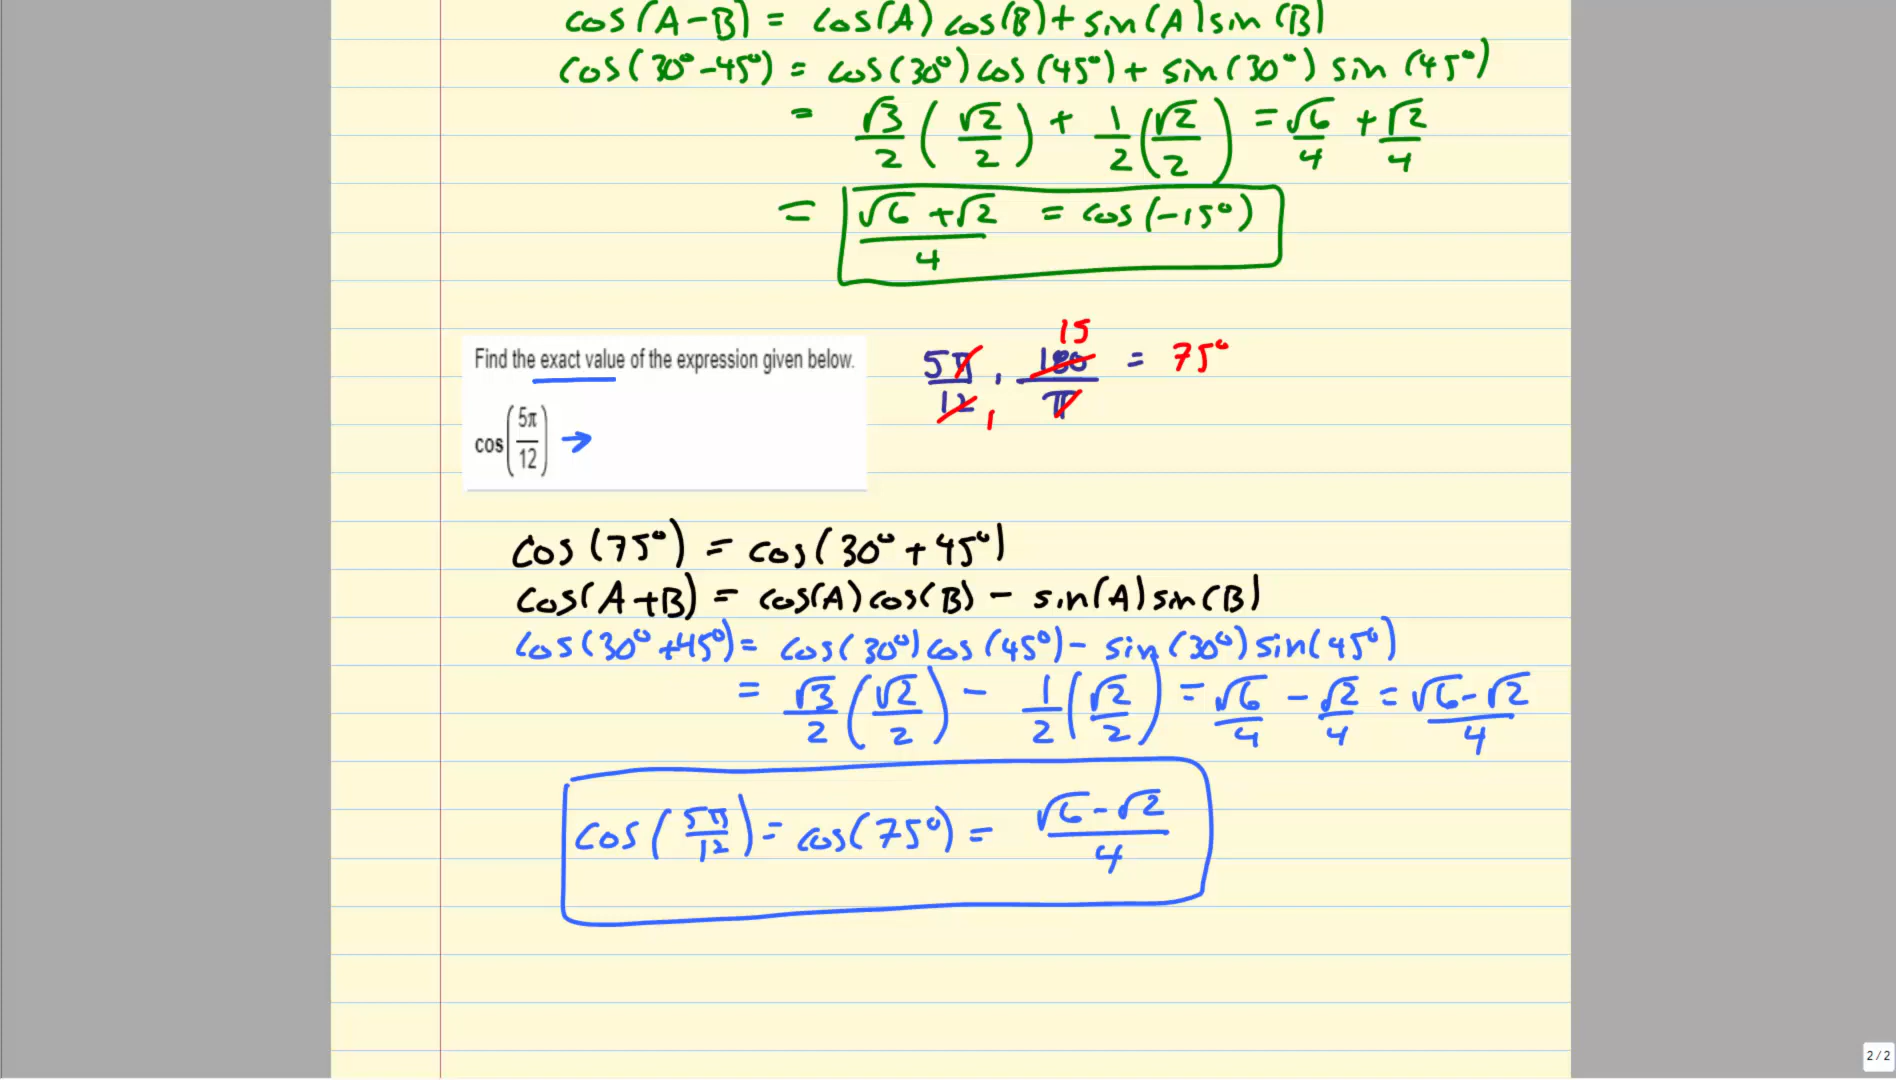 cos(A-B) = cos(A) cos(B)+ sin(A)sin(B)
cos(30°-45°) = cos(30°)cos(45°) + sin(30°) sin(45°)
= √3/2 (√2/2) + 1/2 (√2/2) = √6/4 + √2/4
= √6+√2/4 = cos(-15°)
Find the exact value of the expression given below.
cos(5π/12) →
15
5π/12 · 180/π = 75°
1
cos(75°) = cos(30°+45°)
cos(A+B) = cos(A)cos(B) - sin(A)sin(B)
cos(30°+45°) = cos(30°)cos(45°) - sin(30°)sin(45°)
= √3/2 (√2/2) - 1/2 (√2/2) = √6/4 - √2/4 = √6-√2/4
cos(5π/12) = cos(75°) = √6-√2/4
2/2